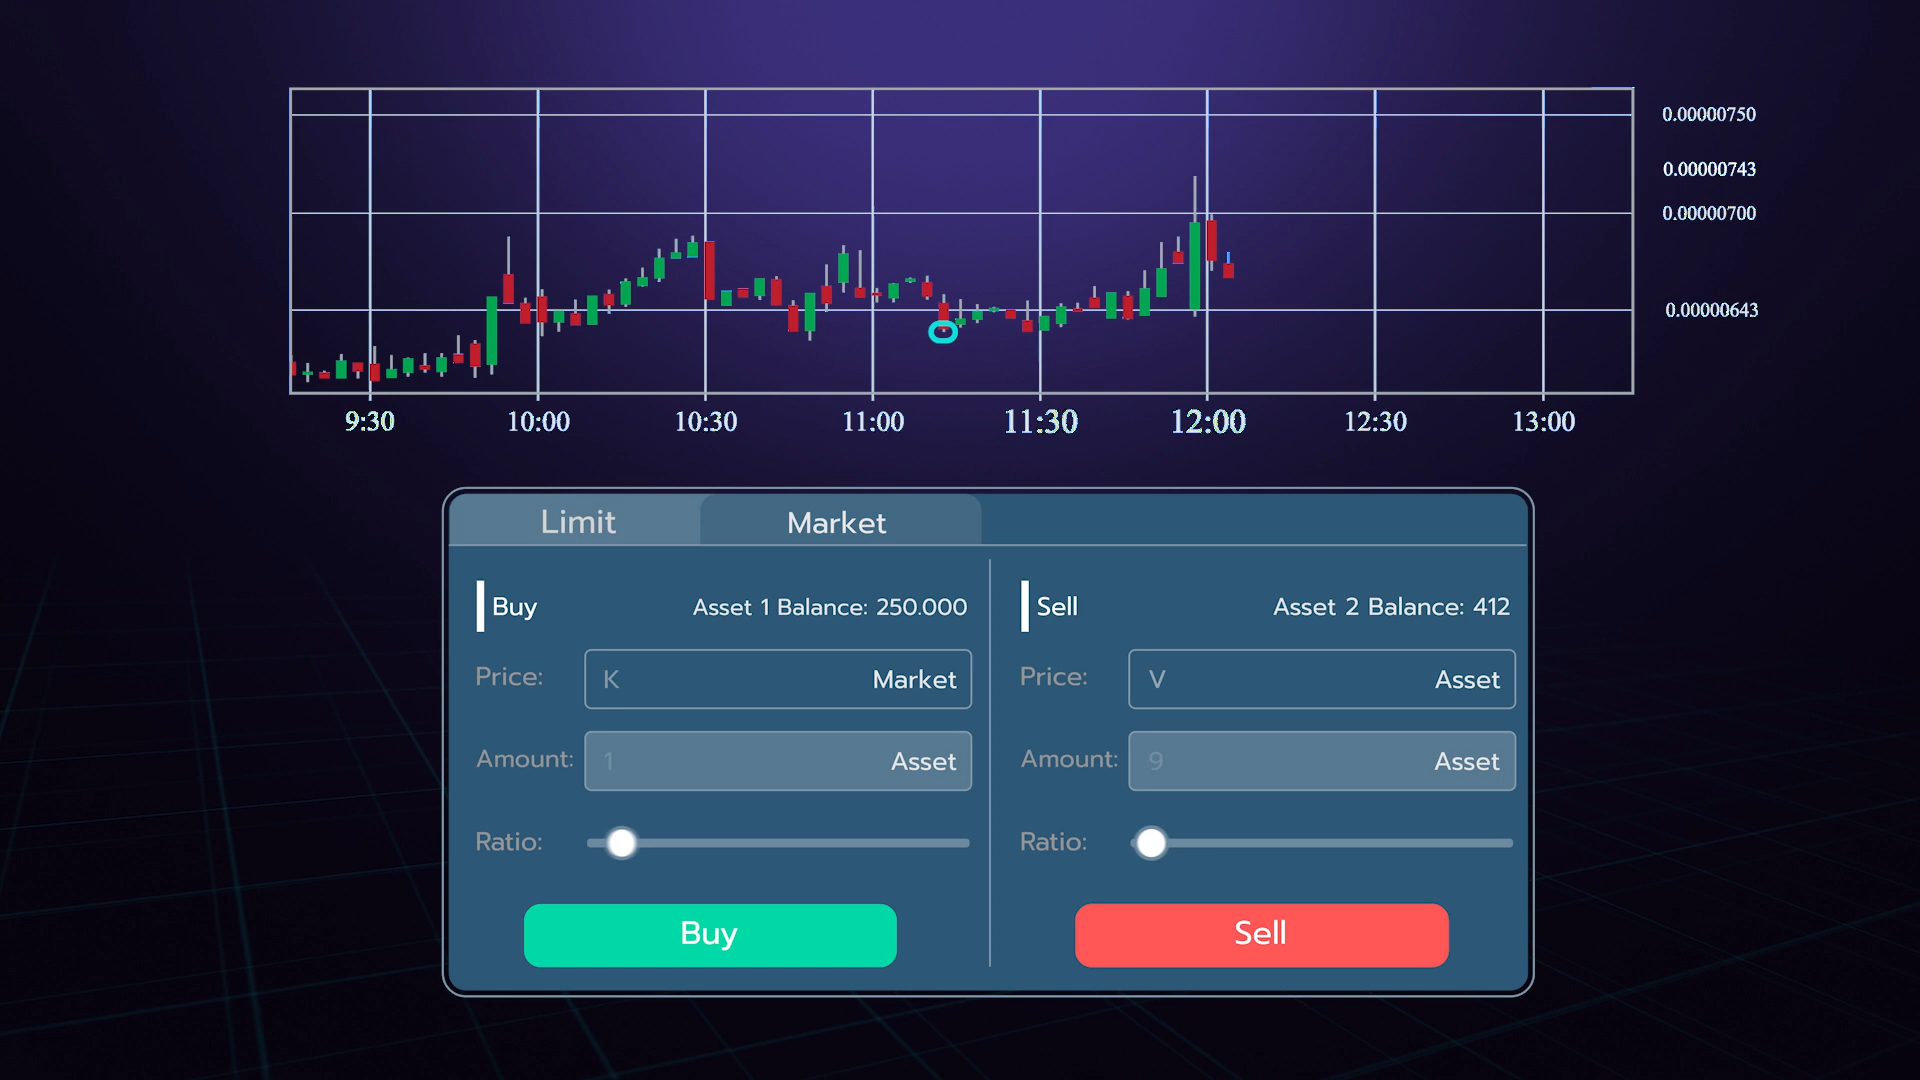 0.00000750
0.00000743
0.00000700
0.00000643
9:30 10:00 10:30 11:00 11:30 12:00 12:30 13:00
Limit Market
Buy Asset 1 Balance: 250.000
Price: K Market
Amount: 1 Asset
Ratio:
Buy
Sell Asset 2 Balance: 412
Price: V Asset
Amount: 9 Asset
Ratio:
Sell